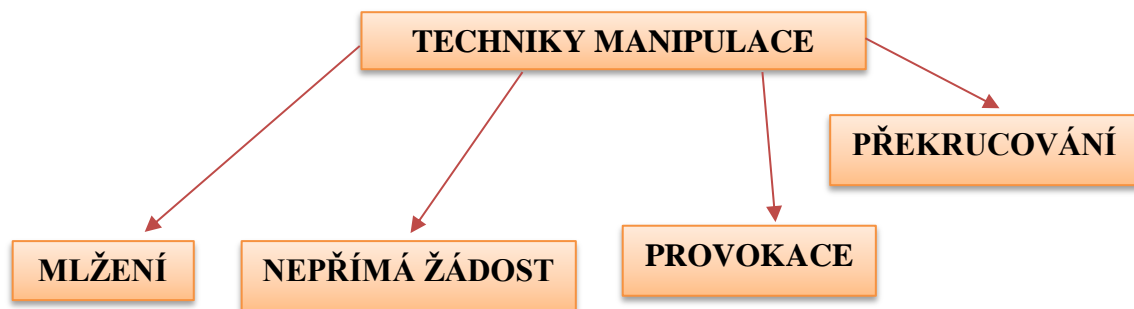 TECHNIKY MANIPULACE
PŘEKRUCOVÁNÍ
MLŽENÍ
NEPŘÍMÁ ŽÁDOST
PROVOKACE